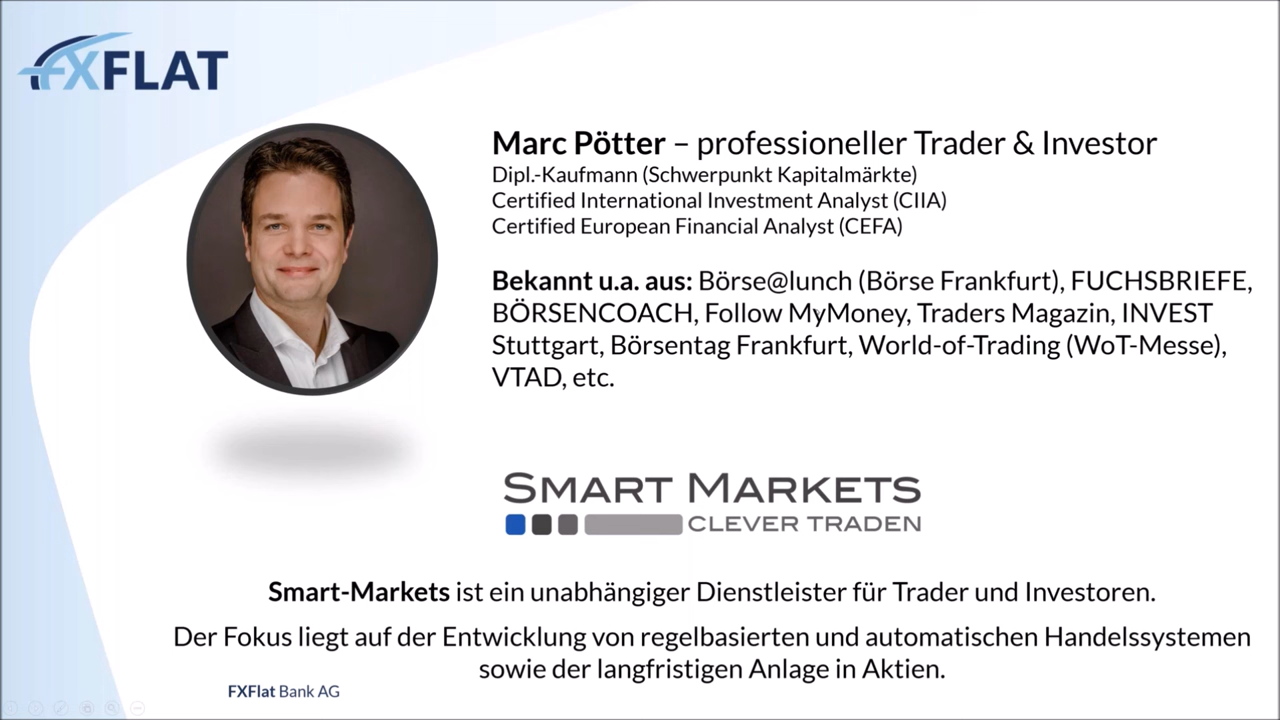 FXFLAT
Marc Pötter – professioneller Trader & Investor
Dipl.-Kaufmann (Schwerpunkt Kapitalmärkte)
Certified International Investment Analyst (CIIA)
Certified European Financial Analyst (CEFA)
Bekannt u.a. aus: Börse@lunch (Börse Frankfurt), FUCHSBRIEFE,
BÖRSENCOACH, Follow MyMoney, Traders Magazin, INVEST
Stuttgart, Börsentag Frankfurt, World-of-Trading (WoT-Messe),
VTAD, etc.
SMART MARKETS
CLEVER TRADEN
Smart-Markets ist ein unabhängiger Dienstleister für Trader und Investoren.
Der Fokus liegt auf der Entwicklung von regelbasierten und automatischen Handelssystemen
sowie der langfristigen Anlage in Aktien.
FXFlat Bank AG